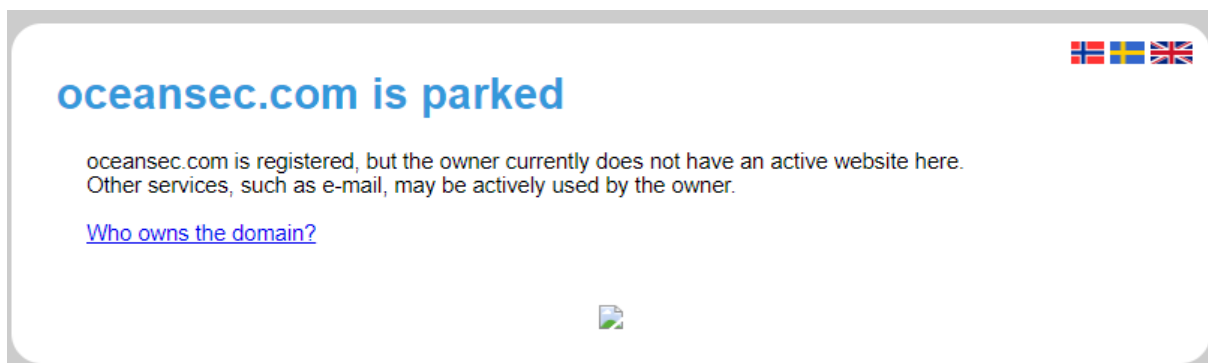 oceansec.com is parked
oceansec.com is registered, but the owner currently does not have an active website here.
Other services, such as e-mail, may be actively used by the owner.
Who owns the domain?